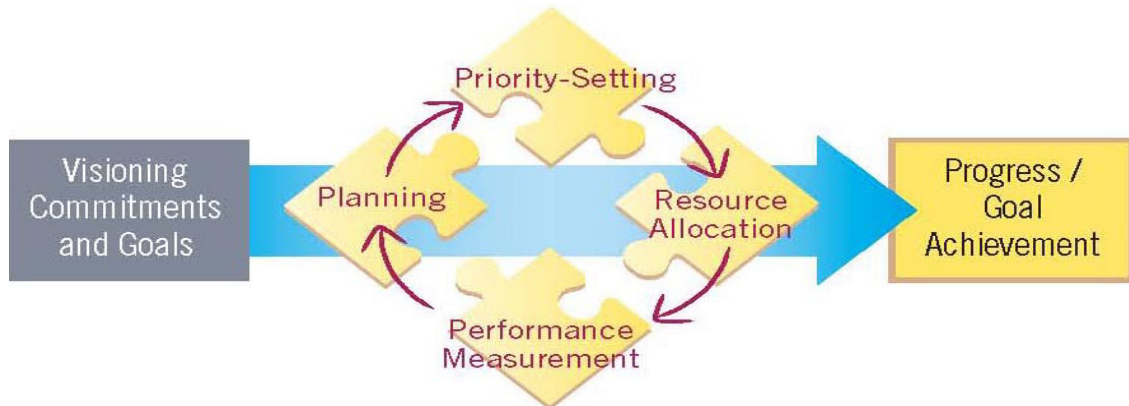 Visioning
Commitments
and Goals
Planning
Priority-Setting
Resource
Allocation
Performance
Measurement
Progress /
Goal
Achievement